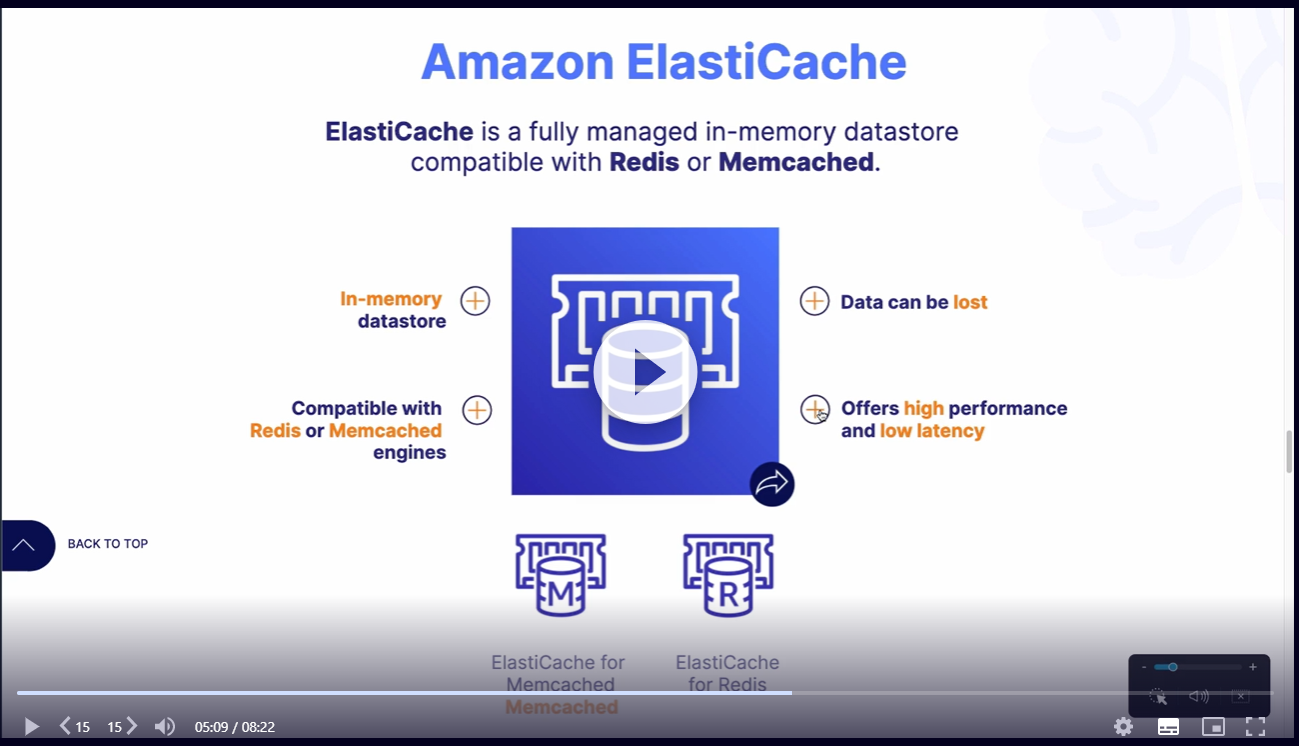 Amazon ElastiCache
ElastiCache is a fully managed in-memory datastore
compatible with Redis or Memcached.
In-memory
datastore
Data can be lost
Compatible with
Redis or Memcached
engines
Offers high performance
and low latency
BACK TO TOP
M
R
ElastiCache for
Memcached
Memcached
ElastiCache
for Redis
- +
15 15 05:09 / 08:22